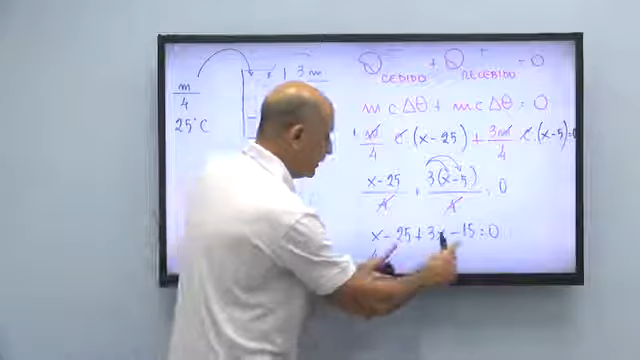 m/4
25°C
3m
Q CEDIDO + Q RECEBIDO = 0
m c Δθ + m c Δθ = 0
m/4 c.(x-25) + 3m/4 c.(x-5)=0
x-25/4 + 3(x-5)/4 = 0
x-25+3x-15=0